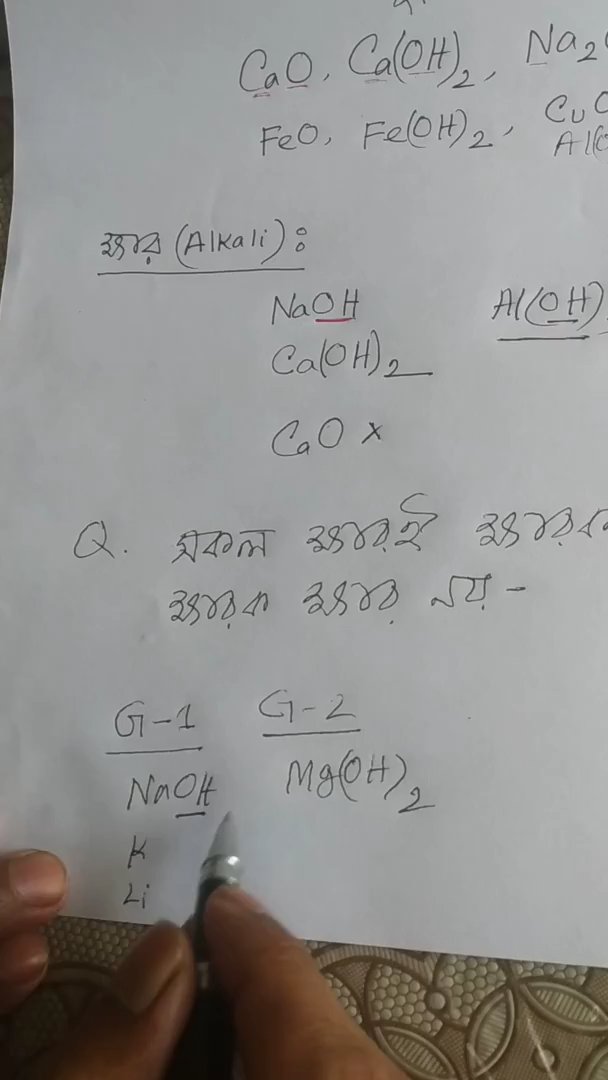 CaO, Ca(OH)2, Na2
FeO, Fe(OH)2, Cu
Al(
ক্ষার (Alkali):
NaOH Al(OH)
Ca(OH)2
CaO ×
Q. সকল ক্ষারই ক্ষারক
ক্ষারক ক্ষার নয় -
G-1 G-2
NaOH Mg(OH)2
K
Li